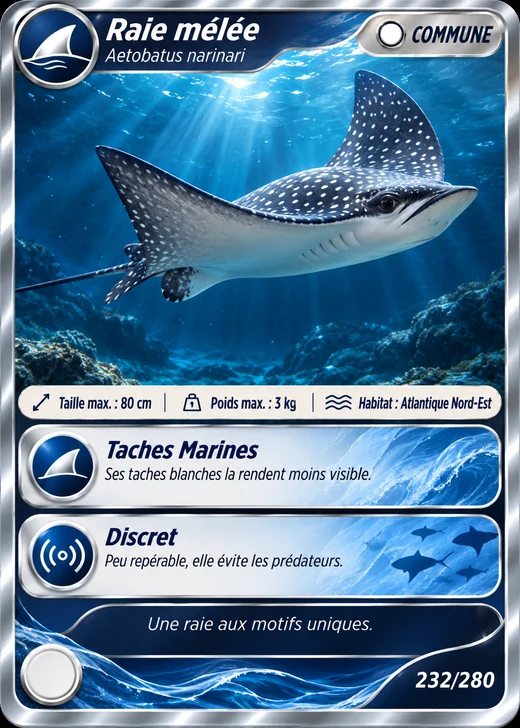 Raie mélée
Aetobatus narinari
COMMUNE
Taille max. : 80 cm
Poids max. : 3 kg
Habitat : Atlantique Nord-Est
Taches Marines
Ses taches blanches la rendent moins visible.
Discret
Peu repérable, elle évite les prédateurs.
Une raie aux motifs uniques.
232/280